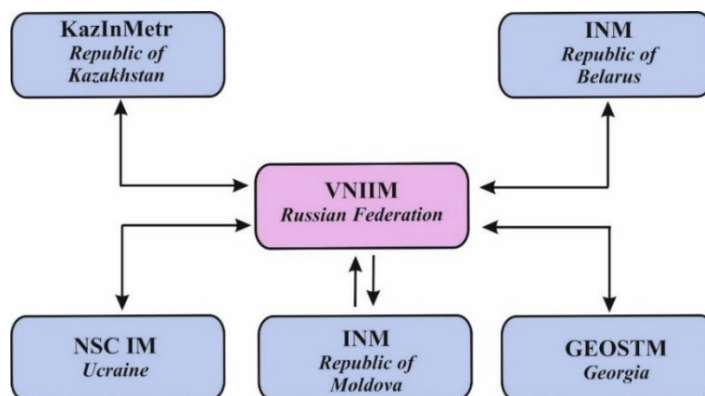 KazInMetr
Republic of
Kazakhstan
INM
Republic of
Belarus
VNIIM
Russian Federation
NSC IM
Ucraine
INM
Republic of
Moldova
GEOSTM
Georgia